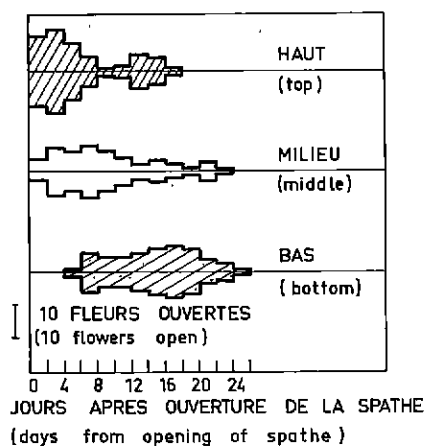 HAUT
(top)
MILIEU
(middle)
BAS
(bottom)
10 FLEURS OUVERTES
(10 flowers open)
0 4 8 12 16 20 24
JOURS APRES OUVERTURE DE LA SPATHE
(days from opening of spathe)